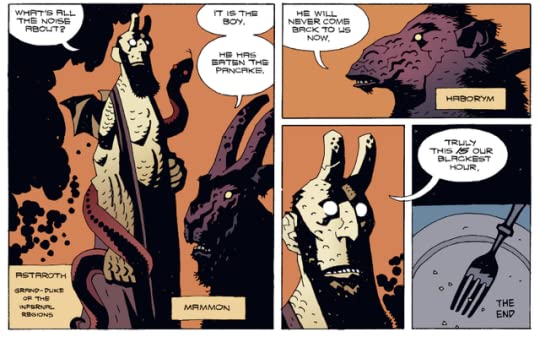 WHAT'S ALL
THE NOISE
ABOUT?
IT IS THE
BOY.
HE HAS
EATEN THE
PANCAKE.
ASTAROTH
GRAND-DUKE
OF THE
INFERNAL
REGIONS
MAMMON
HE WILL
NEVER COME
BACK TO US
NOW.
HABORYM
TRULY
THIS IS OUR
BLACKEST
HOUR.
THE
END